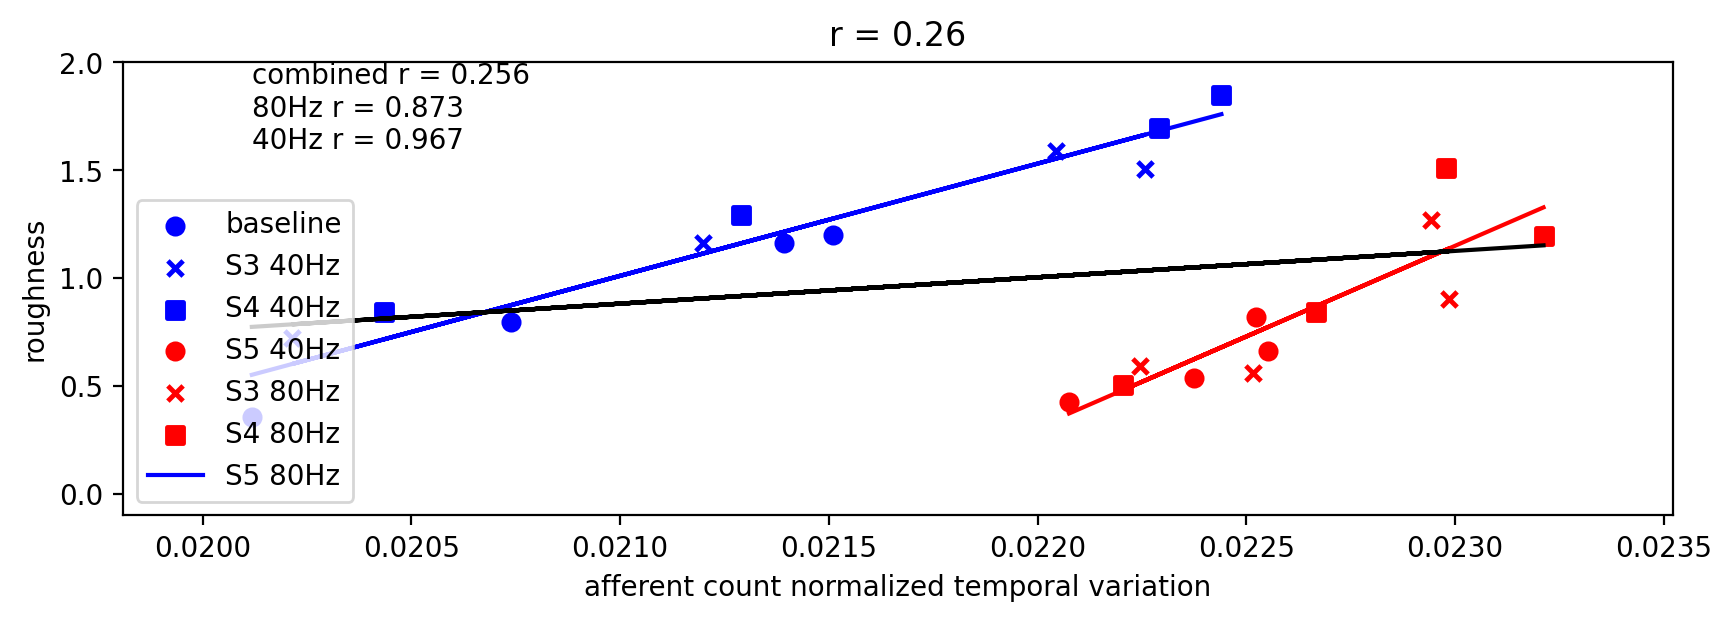 r = 0.26
combined r = 0.256
80Hz r = 0.873
40Hz r = 0.967
roughness
2.0
1.5
1.0
0.5
0.0
baseline
S3 40Hz
S4 40Hz
S5 40Hz
S3 80Hz
S4 80Hz
S5 80Hz
0.0200 0.0205 0.0210 0.0215 0.0220 0.0225 0.0230 0.0235
afferent count normalized temporal variation